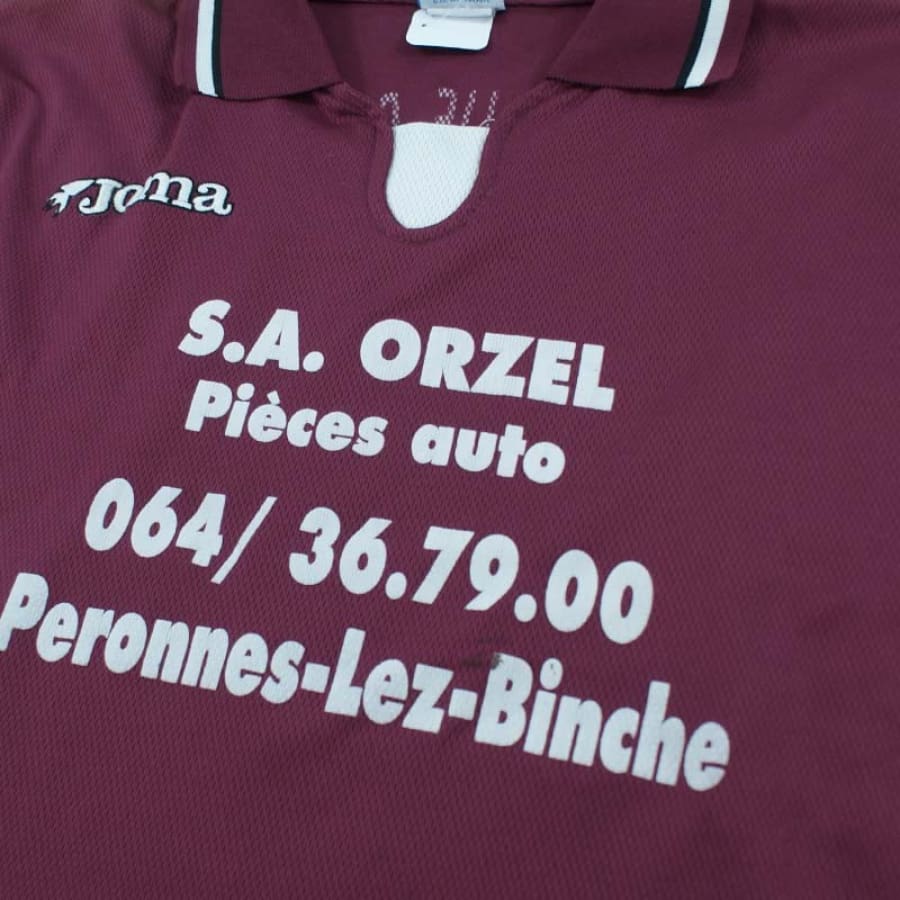 Joma
S.A. ORZEL
Pièces auto
064/ 36.79.00
Peronnes-Lez-Binche